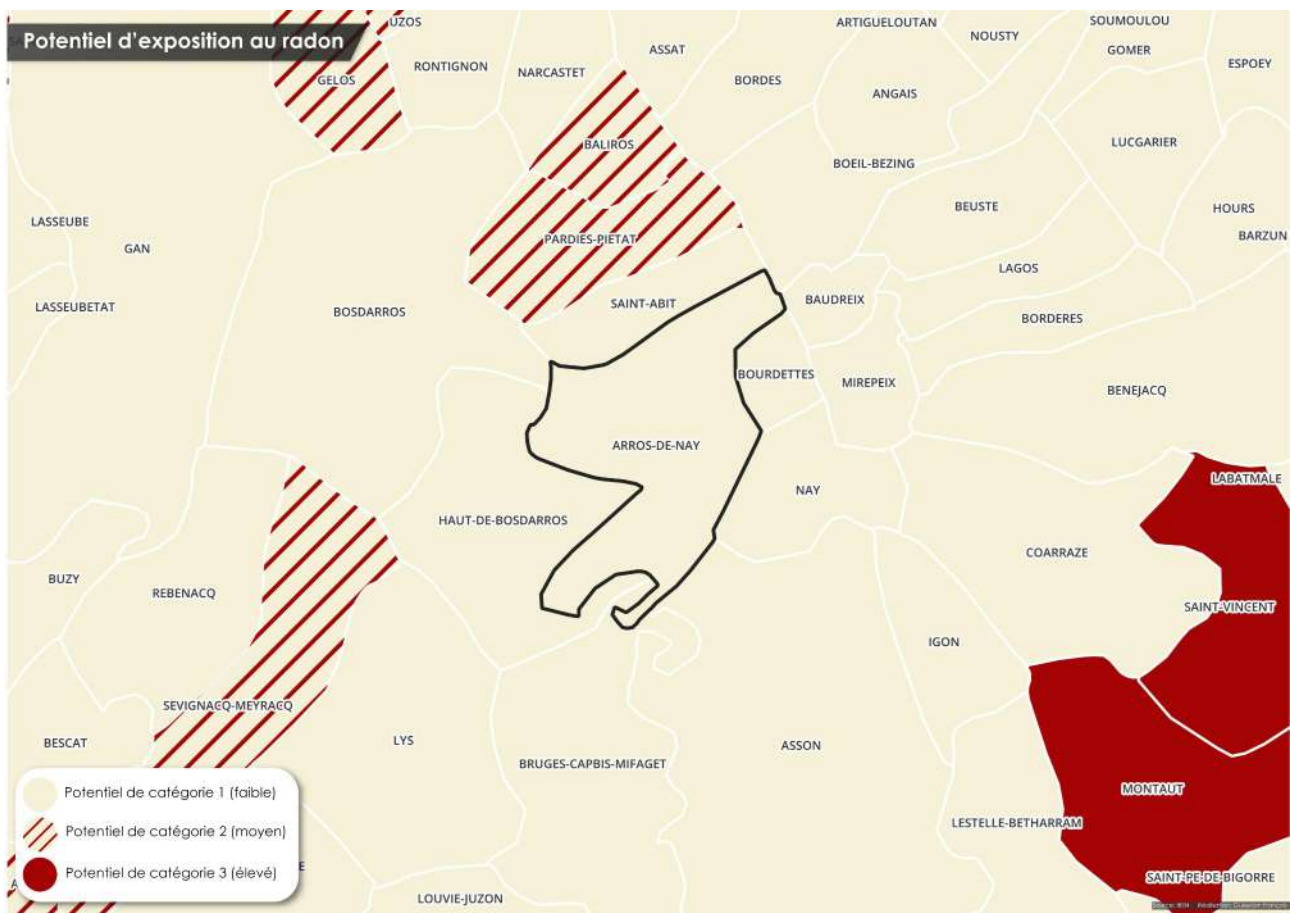 Potentiel d'exposition au radon
UZOS
ARTIGUELOUTAN
SOUMOULOU
NOUSTY
GOMER
ASSAT
ESPOEY
RONTIGNON
NARCASTET
GELOS
BORDES
ANGAIS
LUCGARIER
BALIROS
BOEIL-BEZING
BEUSTE
HOURS
LASSEUBE
BARZUN
PARDIES-PIETAT
GAN
LAGOS
SAINT-ABIT
BAUDREIX
LASSEUBETAT
BOSDARROS
BORDERES
BOURDETTES
MIREPEIX
BENEJACQ
ARROS-DE-NAY
LABATMALE
NAY
HAUT-DE-BOSDARROS
COARRAZE
BUZY
REBENACQ
SAINT-VINCENT
IGON
SEVIGNACQ-MEYRACQ
BESCAT
LYS
ASSON
BRUGES-CAPBIS-MIFAGET
MONTAUT
LESTELLE-BETHARRAM
SAINT-PE-DE-BIGORRE
LOUVIE-JUZON
Potentiel de catégorie 1 (faible)
Potentiel de catégorie 2 (moyen)
Potentiel de catégorie 3 (élevé)